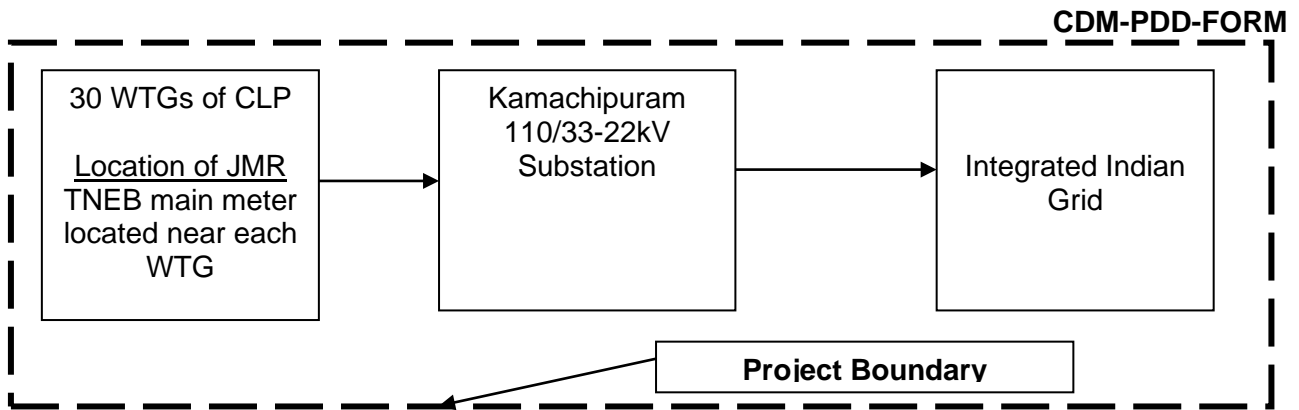 CDM-PDD-FORM
30 WTGs of CLP
Location of JMR
TNEB main meter
located near each
WTG
Kamachipuram
110/33-22kV
Substation
Integrated Indian
Grid
Project Boundary